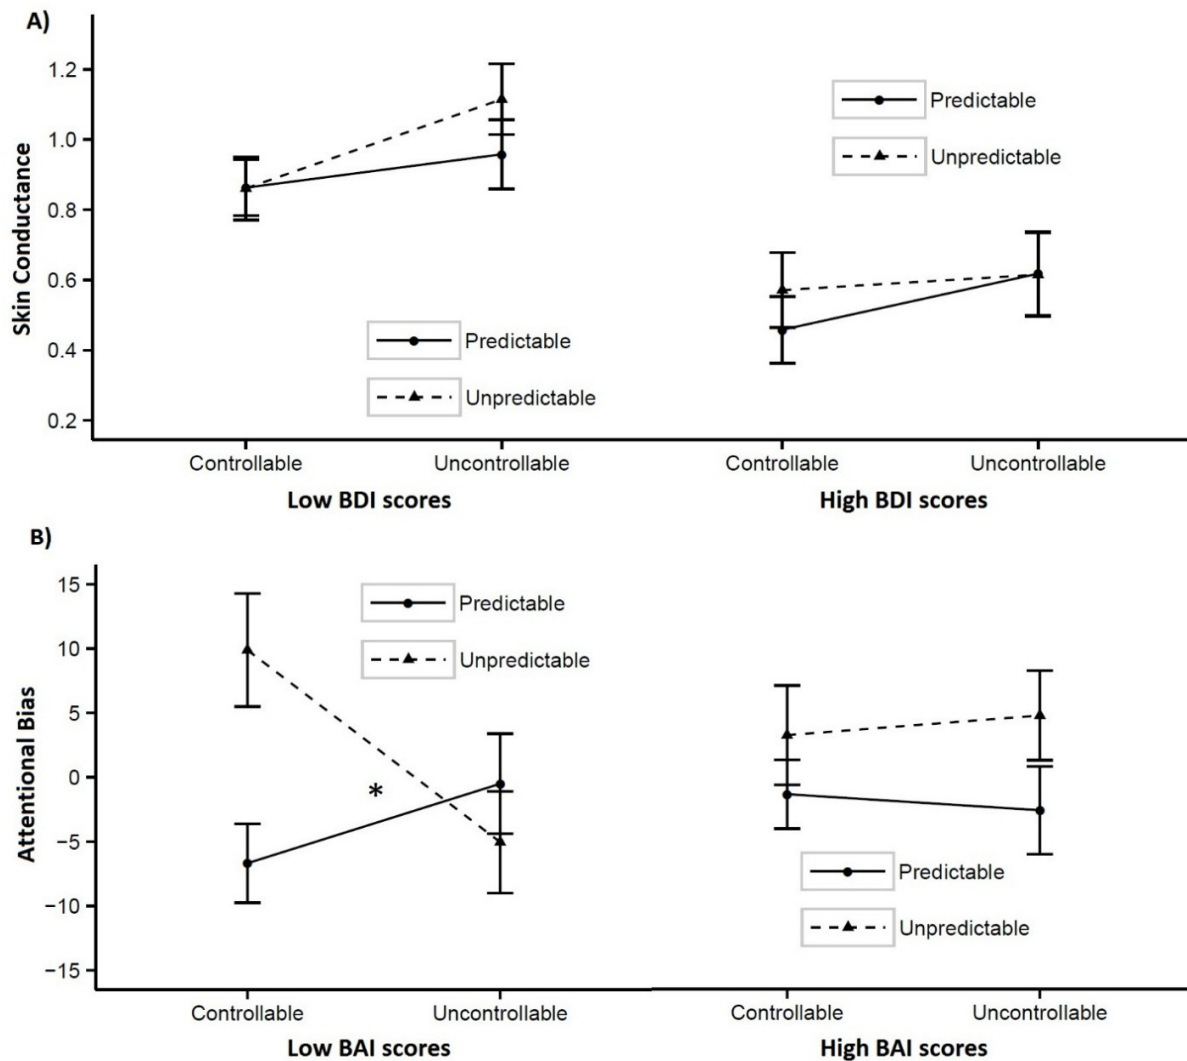 A)
Skin Conductance
1.2
1.0
0.8
0.6
0.4
0.2
Predictable
Unpredictable
Predictable
Unpredictable
Controllable Uncontrollable Controllable Uncontrollable
Low BDI scores High BDI scores
B)
Attentional Bias
15
10
5
0
−5
−10
−15
Predictable
Unpredictable
*
Predictable
Unpredictable
Controllable Uncontrollable Controllable Uncontrollable
Low BAI scores High BAI scores